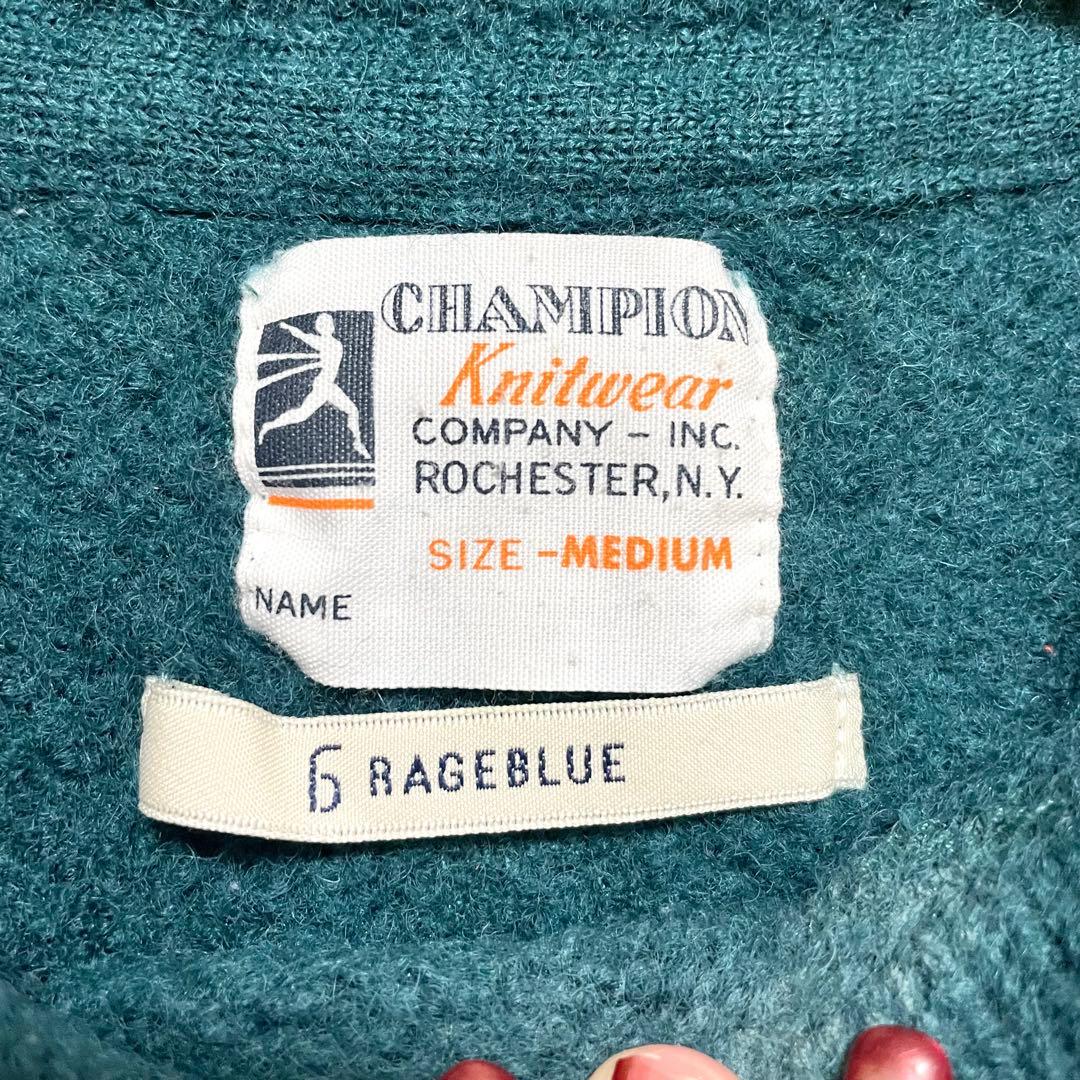 CHAMPION
Knitwear
COMPANY – INC.
ROCHESTER, N.Y.
SIZE - MEDIUM
NAME
RAGEBLUE